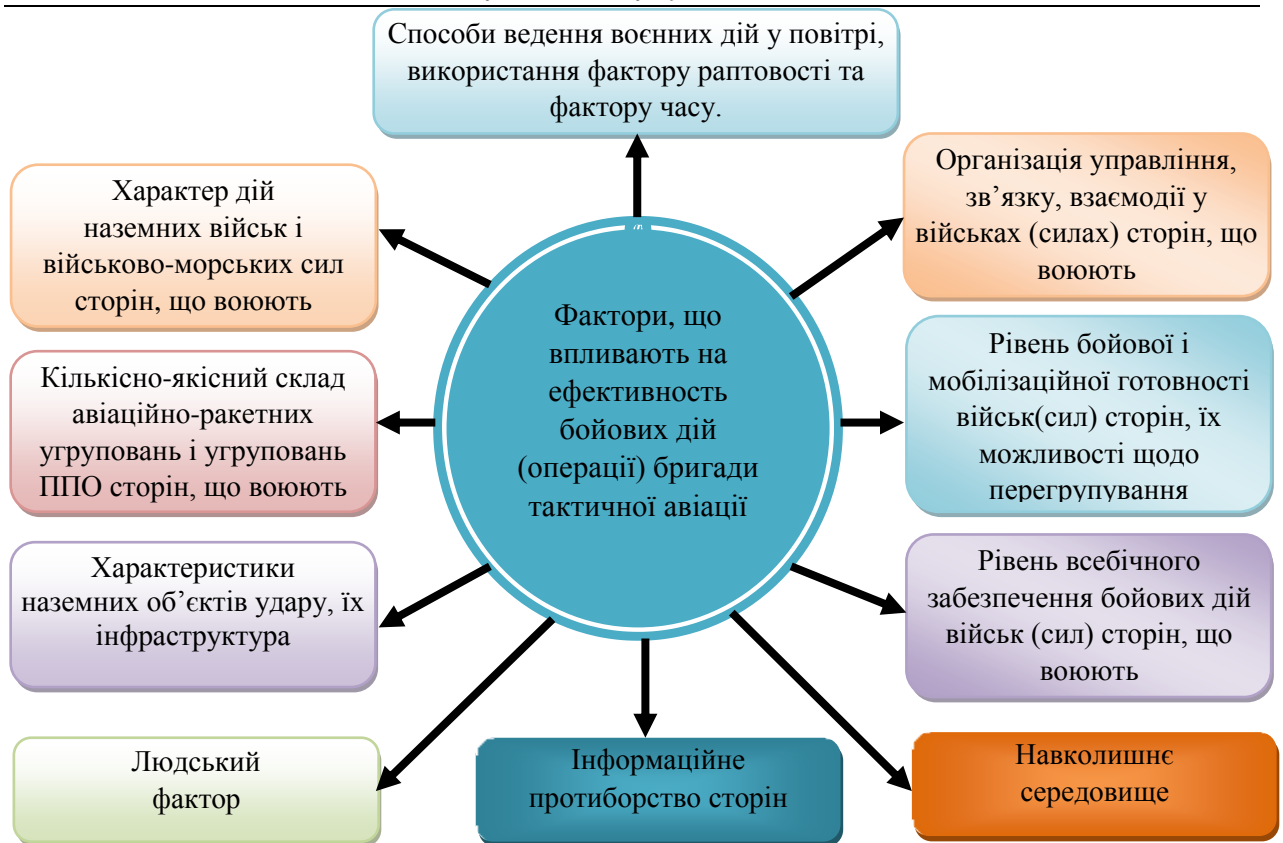 Способи ведення воєнних дій у повітрі,
використання фактору раптовості та
фактору часу.
Характер дій
наземних військ і
військово-морських сил
сторін, що воюють
Організація управління,
зв’язку, взаємодії у
військах (силах) сторін, що
воюють
Фактори, що
впливають на
ефективность
бойових дій
(операції) бригади
тактичної авіації
Кількісно-якісний склад
авіаційно-ракетних
угруповань і угруповань
ППО сторін, що воюють
Рівень бойової і
мобілізаційної готовності
військ(сил) сторін, їх
можливості щодо
перегрупування
Характеристики
наземних об’єктів удару, їх
інфраструктура
Рівень всебічного
забезпечення бойових дій
військ (сил) сторін, що
воюють
Людський
фактор
Інформаційне
протиборство сторін
Навколишнє
середовище